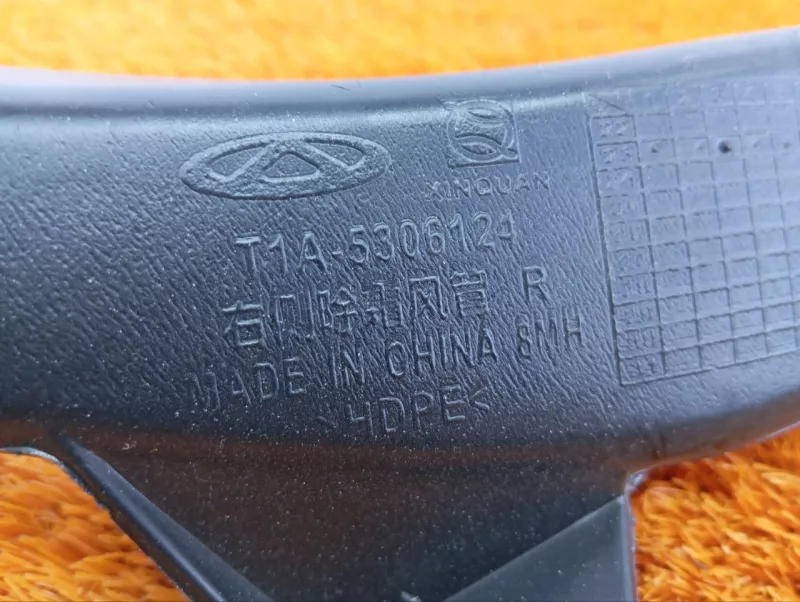 XINQUAN
T1A-5306124
右侧除霜风管 R
MADE IN CHINA 8MH
>HDPE<